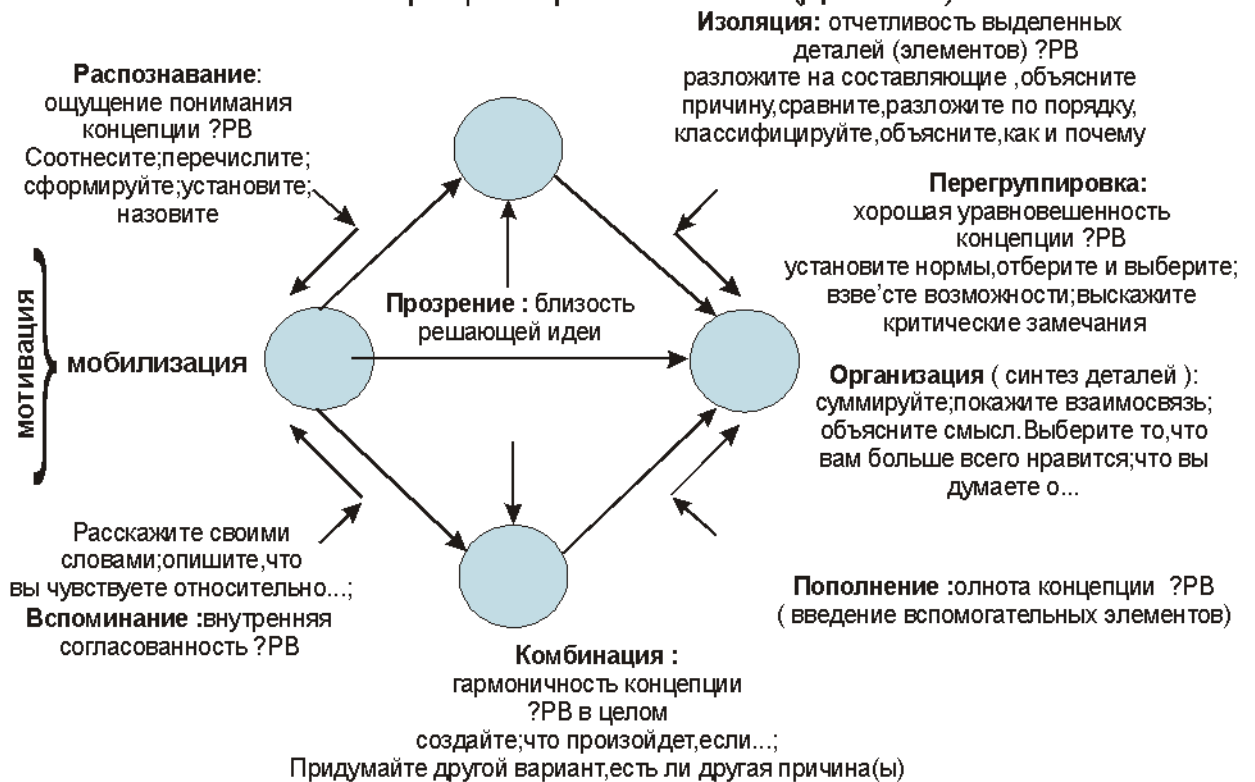 Изоляция: отчетливость выделенных
деталей (элементов) ?РВ
разложите на составляющие ,объясните
причину,сравните,разложите по порядку,
классифицируйте,объясните,как и почему
Распознавание:
ощущение понимания
концепции ?РВ
Соотнесите;перечислите;
сформируйте;установите;
назовите
Перегруппировка:
хорошая уравновешенность
концепции ?РВ
установите нормы,отберите и выберите;
взве'сте возможности;выскажите
критические замечания
Прозрение : близость
решающей идеи
мотивация
мобилизация
Организация ( синтез деталей ):
суммируйте;покажите взаимосвязь;
объясните смысл.Выберите то,что
вам больше всего нравится;что вы
думаете о...
Расскажите своими
словами;опишите,что
вы чувствуете относительно...;
Вспоминание :внутренняя
согласованность ?РВ
Пополнение :олнота концепции ?РВ
( введение вспомогательных элементов)
Комбинация :
гармоничность концепции
?РВ в целом
создайте;что произойдет,если...;
Придумайте другой вариант,есть ли другая причина(ы)